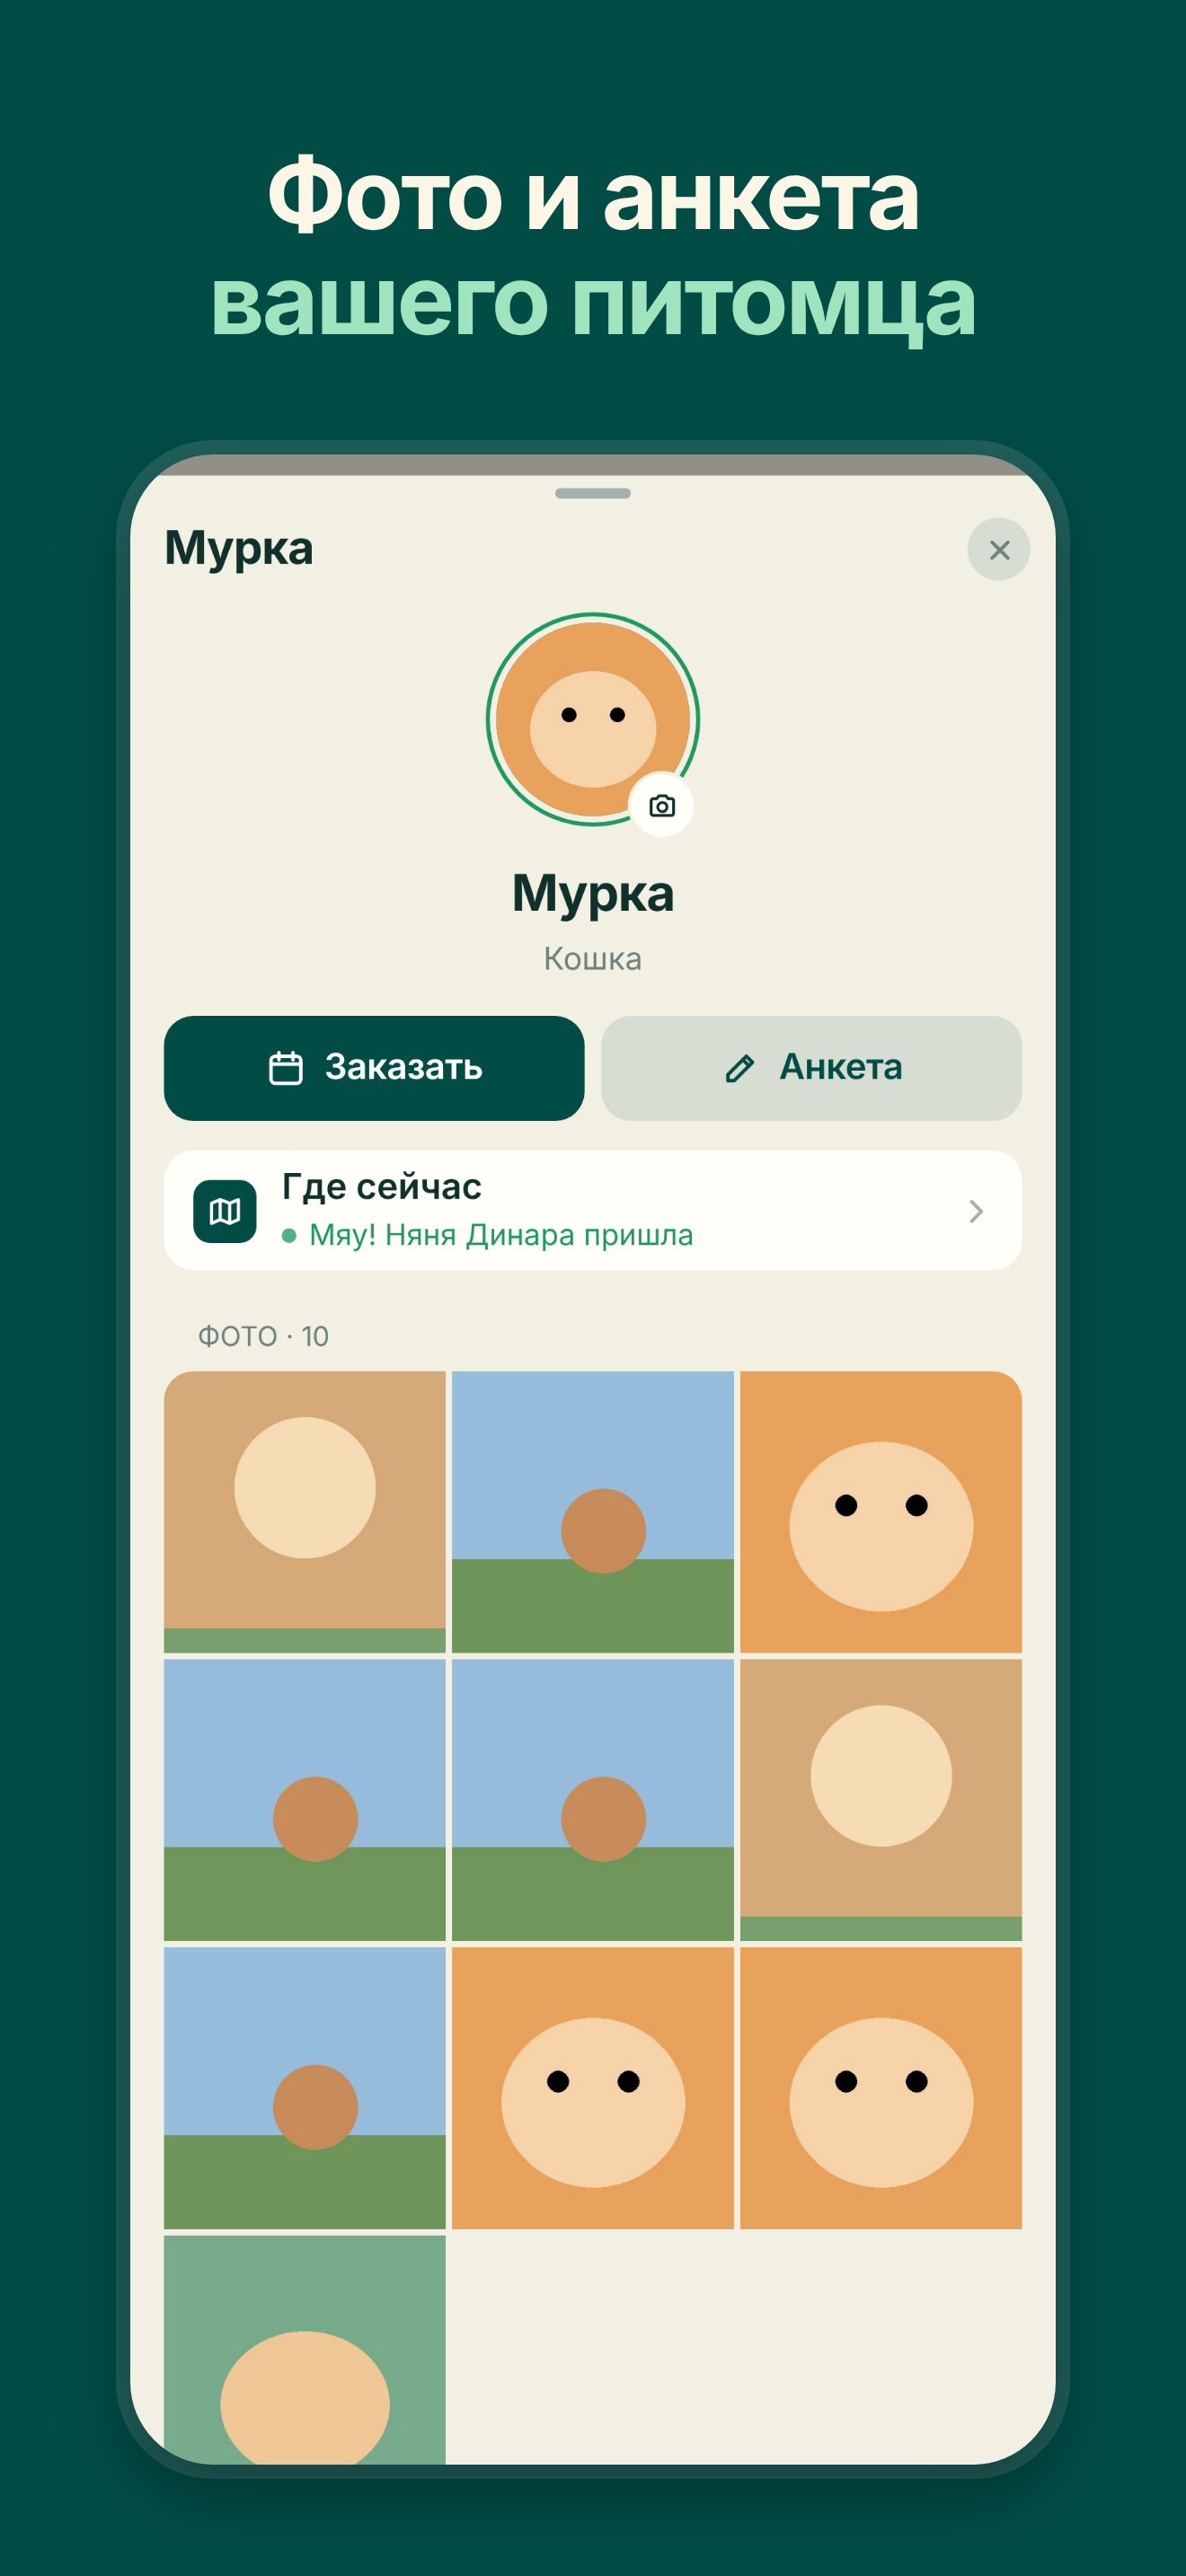 Фото и анкета
вашего питомца
Мурка
Мурка
Кошка
Заказать
Анкета
Где сейчас
Мяу! Няня Динара пришла
ФОТО · 10